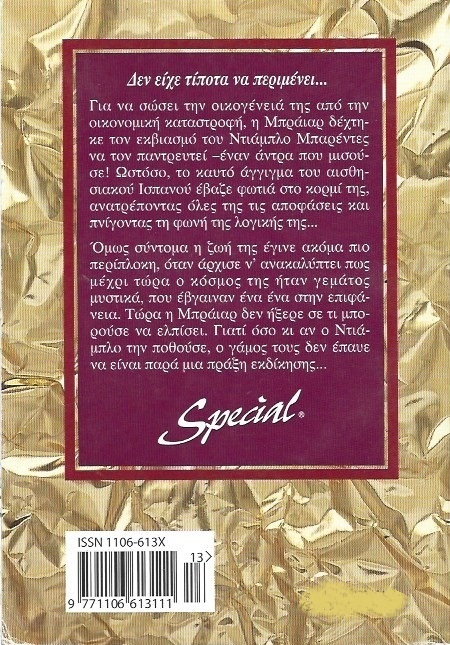 Δεν είχε τίποτα να περιμένει...
Για να σώσει την οικογένειά της από την
οικονομική καταστροφή, η Μπράιαρ δέχτη-
κε τον εκβιασμό του Ντιάμπλο Μπαρέντες
να τον παντρευτεί –έναν άντρα που μισού-
σε! Ωστόσο, το καυτό άγγιγμα του αισθη-
σιακού Ισπανού έβαζε φωτιά στο κορμί της,
ανατρέποντας όλες της τις αποφάσεις και
πνίγοντας τη φωνή της λογικής της...
Όμως σύντομα η ζωή της έγινε ακόμα πιο
περίπλοκη, όταν άρχισε ν' ανακαλύπτει πως
μέχρι τώρα ο κόσμος της ήταν γεμάτος
μυστικά, που έβγαιναν ένα ένα στην επιφά-
νεια. Τώρα η Μπράιαρ δεν ήξερε σε τι μπο-
ρούσε να ελπίσει. Γιατί όσο κι αν ο Ντιά-
μπλο την ποθούσε, ο γάμος τους δεν έπαυε
να είναι παρά μια πράξη εκδίκησης...
Special ®
ISSN 1106-613X
13>
9 771106 613111